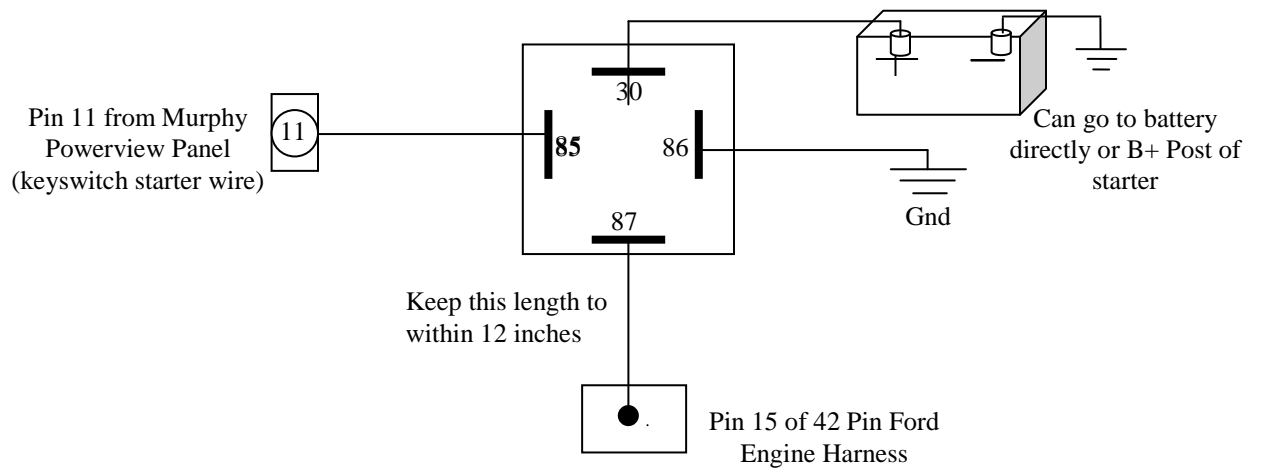 30
Pin 11 from Murphy
Powerview Panel
(keyswitch starter wire)
11
85
86
Can go to battery
directly or B+ Post of
starter
Gnd
87
Keep this length to
within 12 inches
Pin 15 of 42 Pin Ford
Engine Harness